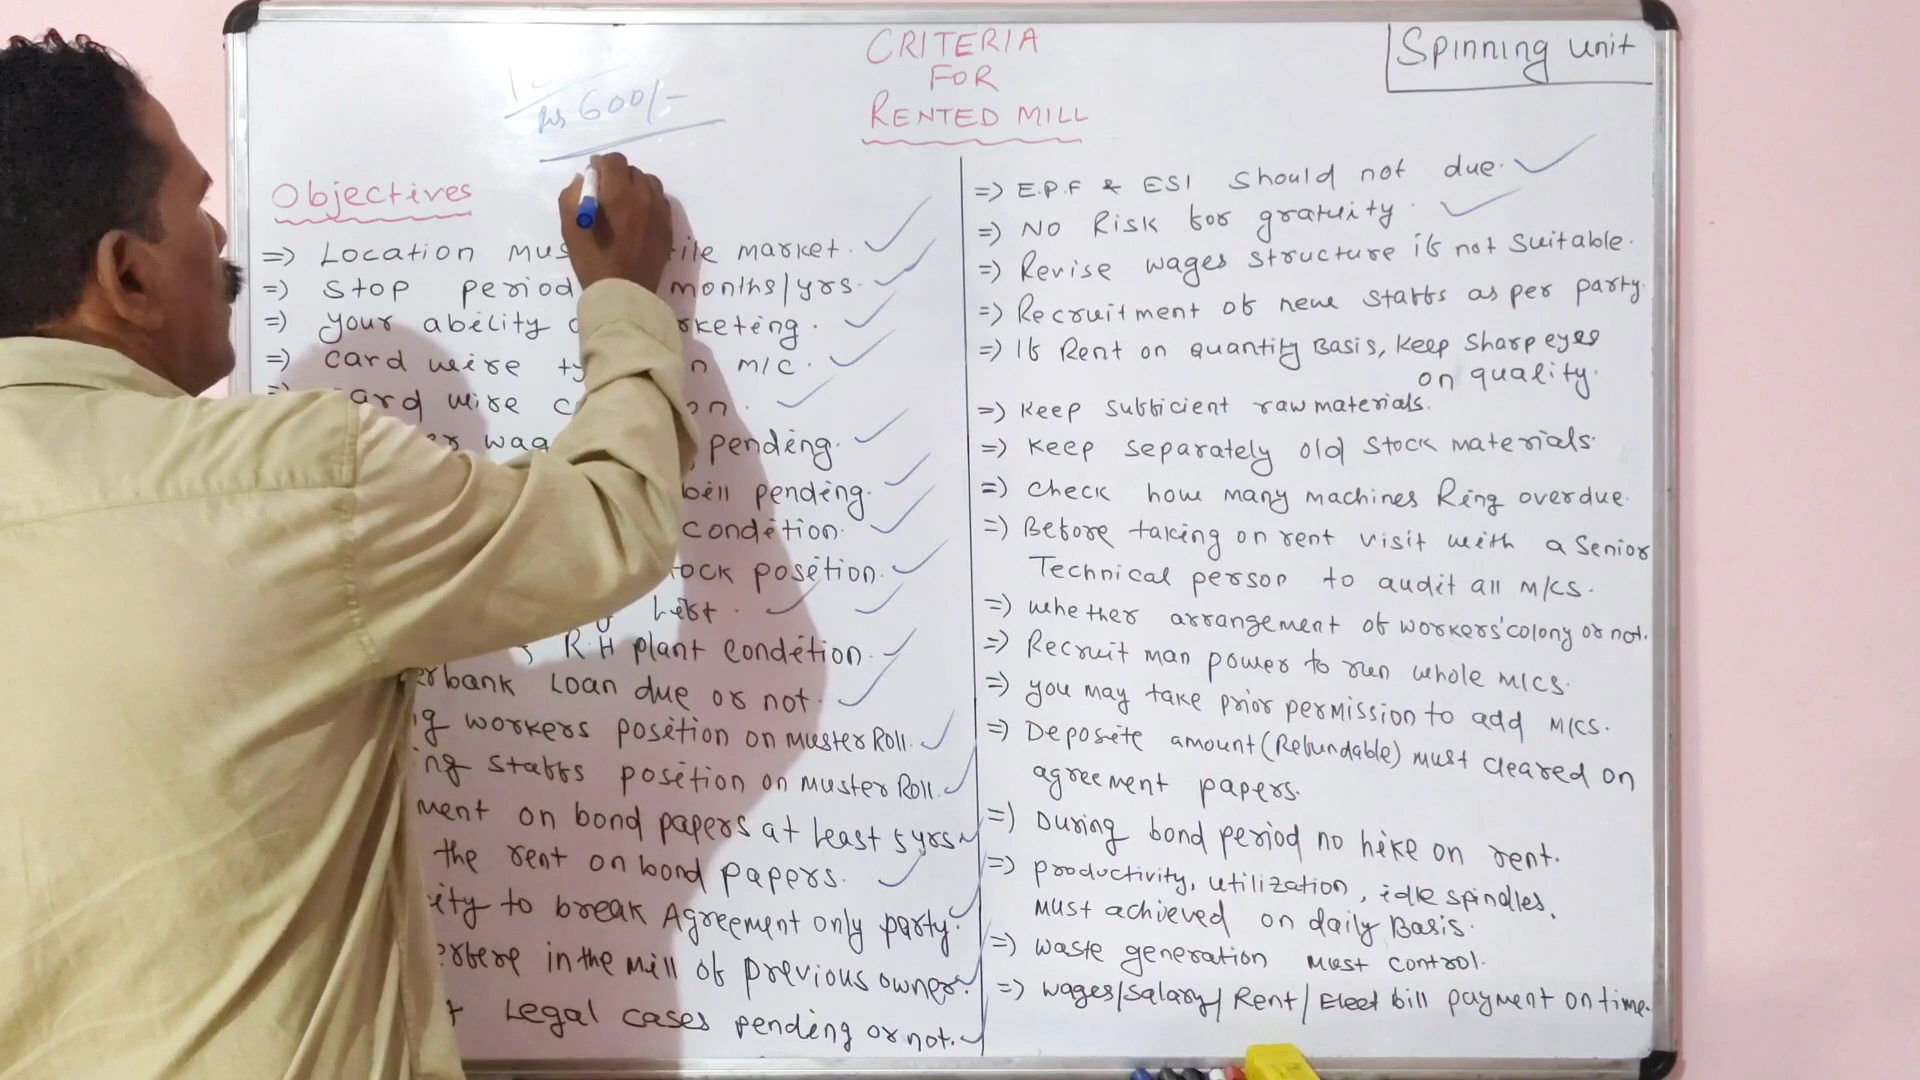 CRITERIA
FOR
RENTED MILL
Spinning unit
Rs 600/-
Objectives
=> Location mus ile market.
=> Stop period months/yrs.
=> your ability rketing.
=> card wire ty n m/c.
ard wire c on.
er wag pending.
bill pending.
condition.
tock position.
List.
R.H plant condition.
er bank Loan due or not.
ng workers position on Muster Roll.
ng staffs position on Muster Roll.
ment on bond papers at least 5 yrs
the rent on bond papers.
ity to break Agreement only party.
erfere in the mill of previous owner.
t Legal cases pending or not.
=> E.P.F & ESI should not due.
=> No Risk for gratuity.
=> Revise wages structure if not suitable.
=> Recruitment of new staffs as per party.
=> If Rent on quantity Basis, keep sharp eyes
on quality.
=> keep sufficient raw materials.
=> keep separately old stock materials.
=> check how many machines Ring overdue.
=> Before taking on rent visit with a senior
Technical person to audit all M/CS.
=> whether arrangement of workers' colony or not.
=> Recruit man power to run whole M/CS.
=> you may take prior permission to add M/CS.
=> Deposite amount (Refundable) must cleared on
agreement papers.
=> During bond period no hike on rent.
=> productivity, utilization, idle spindles,
must achieved on daily Basis.
=> waste generation must control.
=> wages/salary/Rent/Elect bill payment on time.